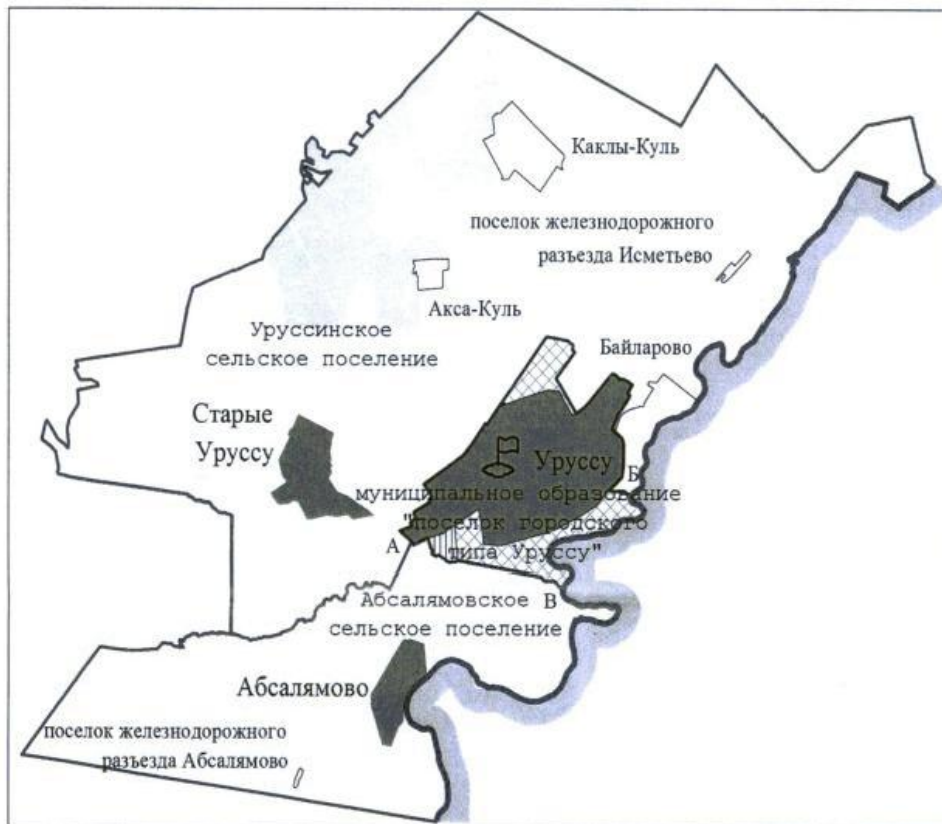 Каклы-Куль
поселок железнодорожного
разъезда Исметьево
Акса-Куль
Уруссинское
сельское поселение
Байларово
Старые
Уруссу
Уруссу
Б
муниципальное образование
"поселок городского
типа Уруссу"
А
Абсалямовское
В
сельское поселение
Абсалямово
поселок железнодорожного
разъезда Абсалямово